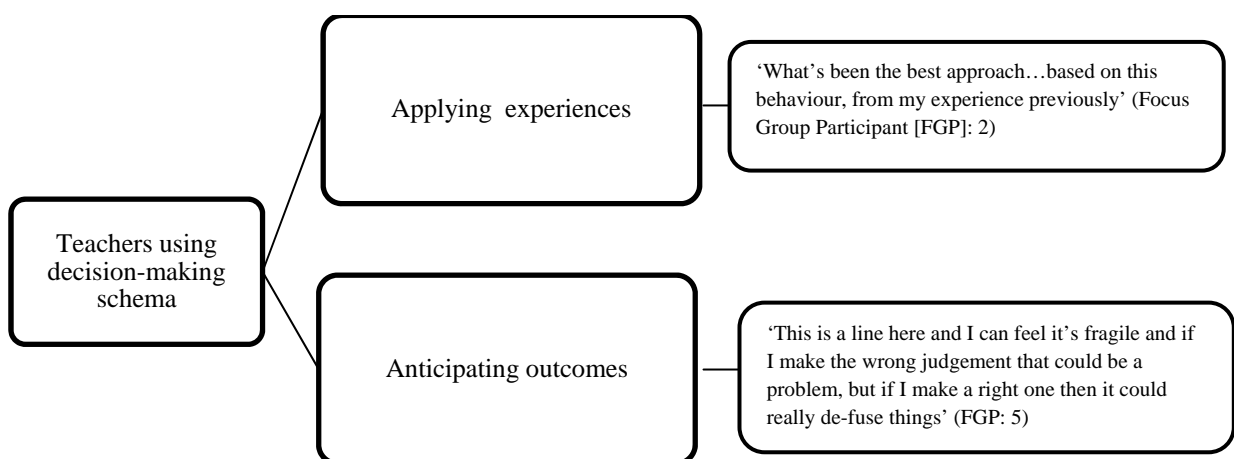 Applying experiences
‘What’s been the best approach…based on this
behaviour, from my experience previously’ (Focus
Group Participant [FGP]: 2)
Teachers using
decision-making
schema
Anticipating outcomes
‘This is a line here and I can feel it’s fragile and if
I make the wrong judgement that could be a
problem, but if I make a right one then it could
really de-fuse things’ (FGP: 5)